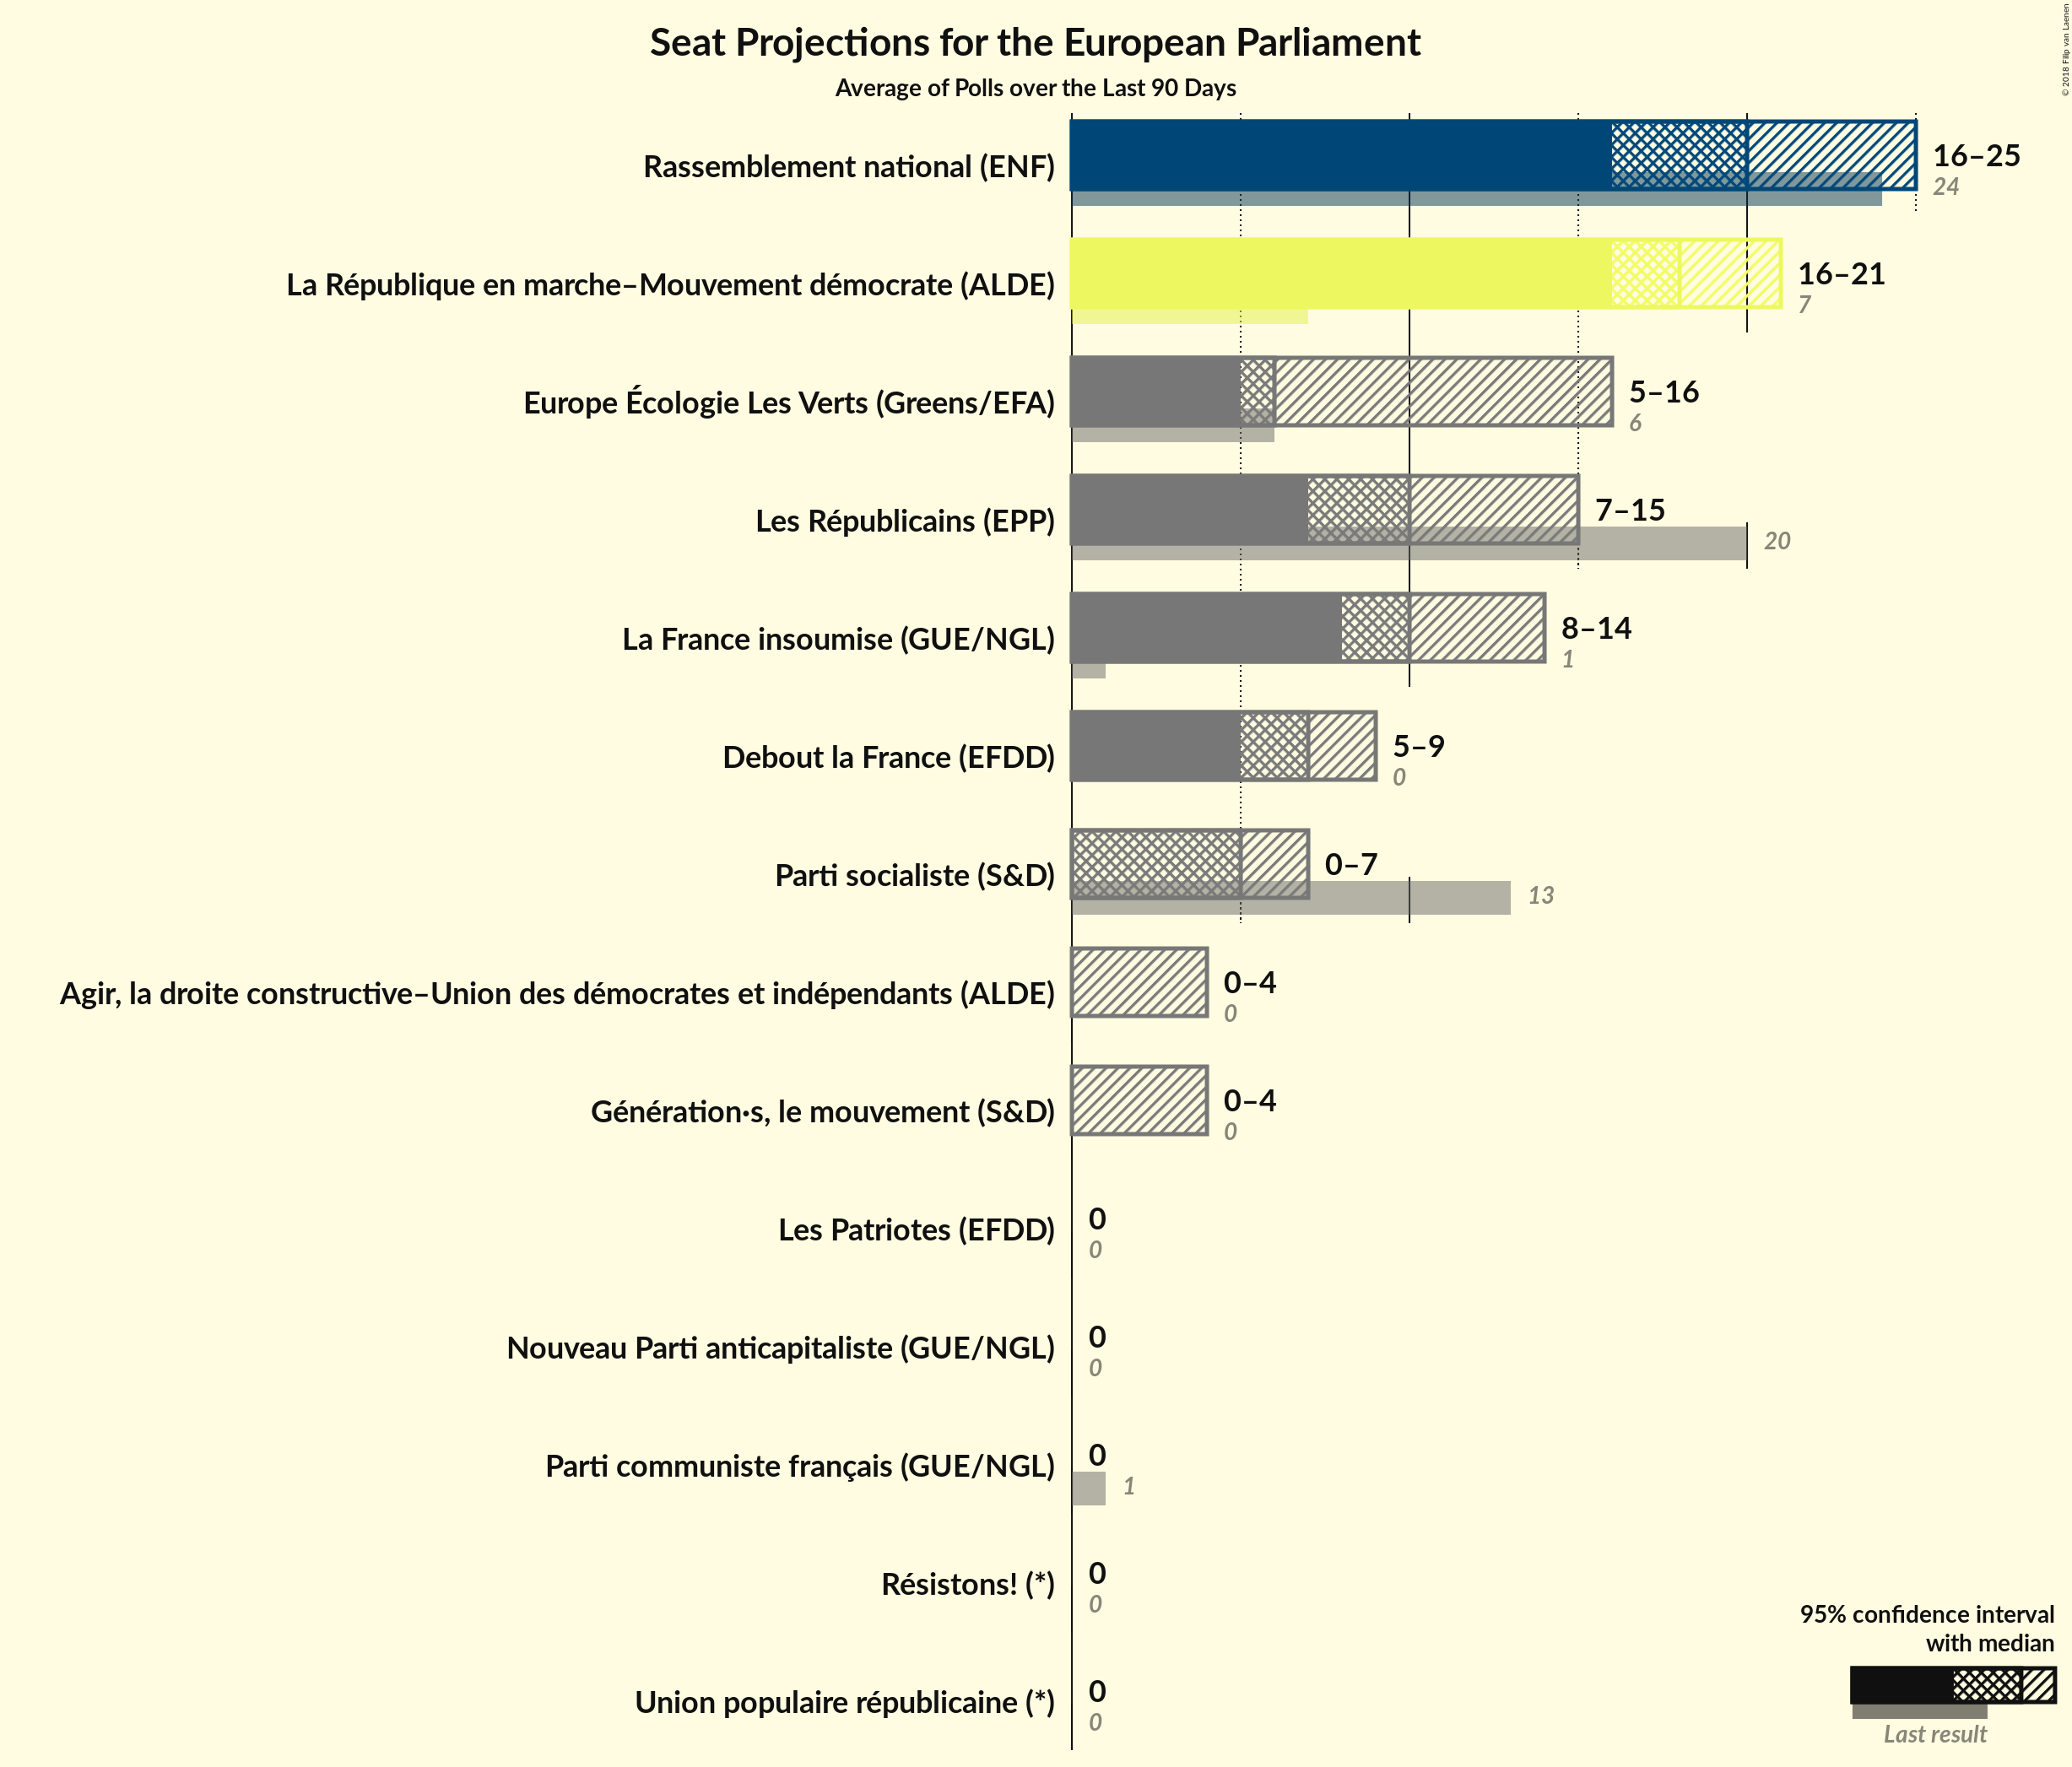 Seat Projections for the European Parliament
Average of Polls over the Last 90 Days
© 2018 Filip van Laenen
Rassemblement national (ENF)
16–25
24
La République en marche–Mouvement démocrate (ALDE)
16–21
7
Europe Écologie Les Verts (Greens/EFA)
5–16
6
Les Républicains (EPP)
7–15
20
La France insoumise (GUE/NGL)
8–14
1
Debout la France (EFDD)
5–9
0
Parti socialiste (S&D)
0–7
13
Agir, la droite constructive–Union des démocrates et indépendants (ALDE)
0–4
0
Génération·s, le mouvement (S&D)
0–4
0
Les Patriotes (EFDD)
0
0
Nouveau Parti anticapitaliste (GUE/NGL)
0
0
Parti communiste français (GUE/NGL)
0
1
Résistons! (*)
0
0
Union populaire républicaine (*)
0
0
95% confidence interval
with median
Last result